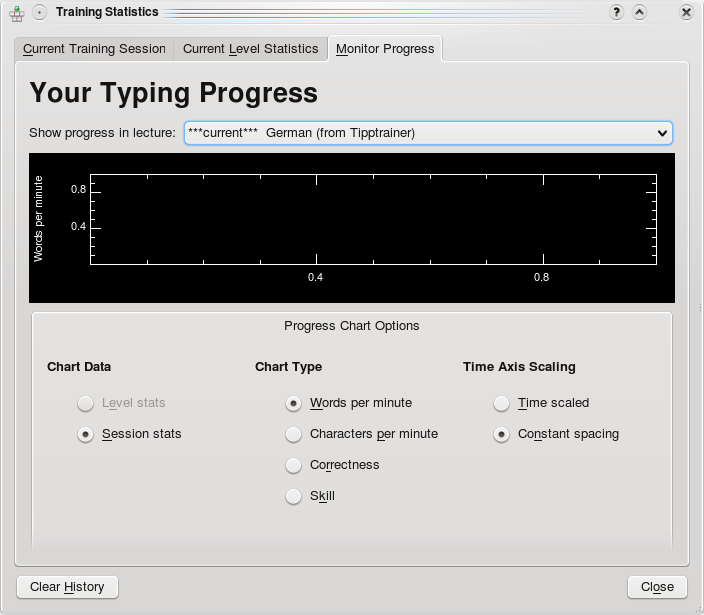 Training Statistics
?
Current Training Session Current Level Statistics Monitor Progress
Your Typing Progress
Show progress in lecture: ***current***  German (from Tipptrainer)
Words per minute
0.8
0.4
0.4 0.8
Progress Chart Options
Chart Data Chart Type Time Axis Scaling
Level stats Words per minute Time scaled
Session stats Characters per minute Constant spacing
Correctness
Skill
Clear History Close